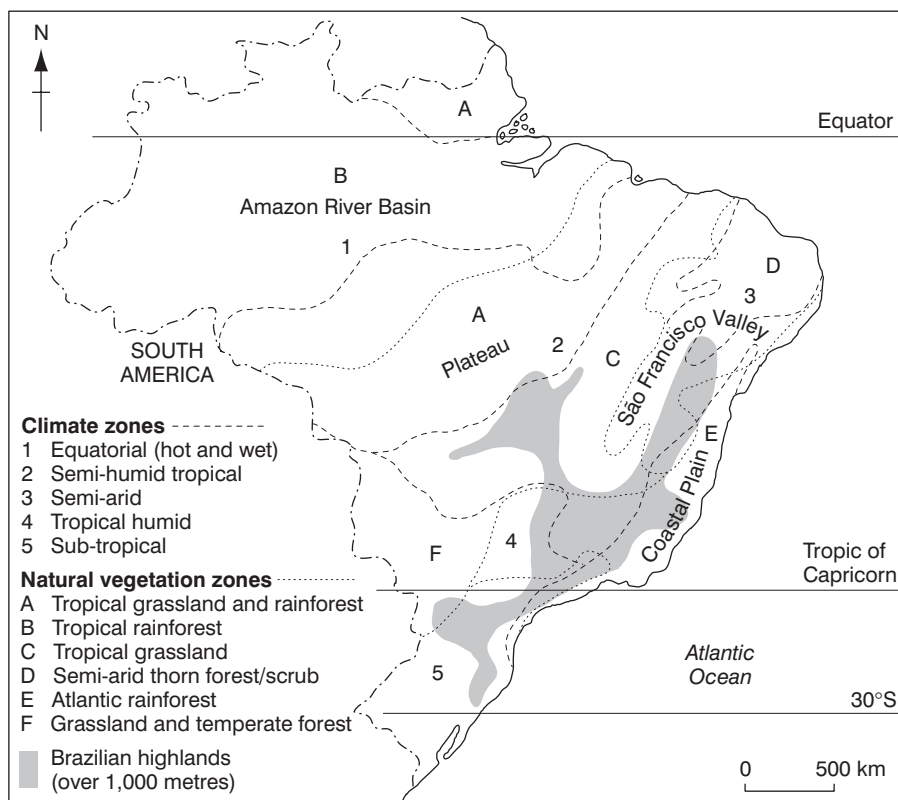 N
A
Equator
B
Amazon River Basin
1
D
3
A
Plateau
2
C
São Francisco Valley
SOUTH
AMERICA
E
Coastal Plain
Climate zones
1 Equatorial (hot and wet)
2 Semi-humid tropical
3 Semi-arid
4 Tropical humid
5 Sub-tropical
F
4
Tropic of
Capricorn
Natural vegetation zones
A Tropical grassland and rainforest
B Tropical rainforest
C Tropical grassland
D Semi-arid thorn forest/scrub
E Atlantic rainforest
F Grassland and temperate forest
5
Atlantic
Ocean
30°S
Brazilian highlands
(over 1,000 metres)
0 500 km